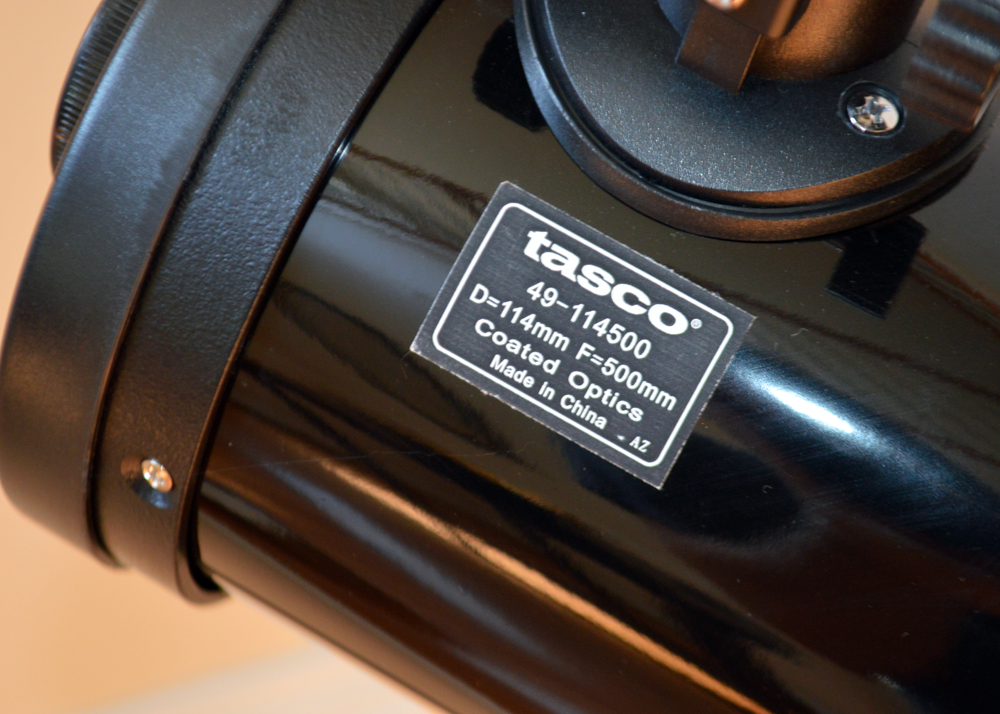 tasco®
49-114500
D=114mm F=500mm
Coated Optics
Made in China - AZ